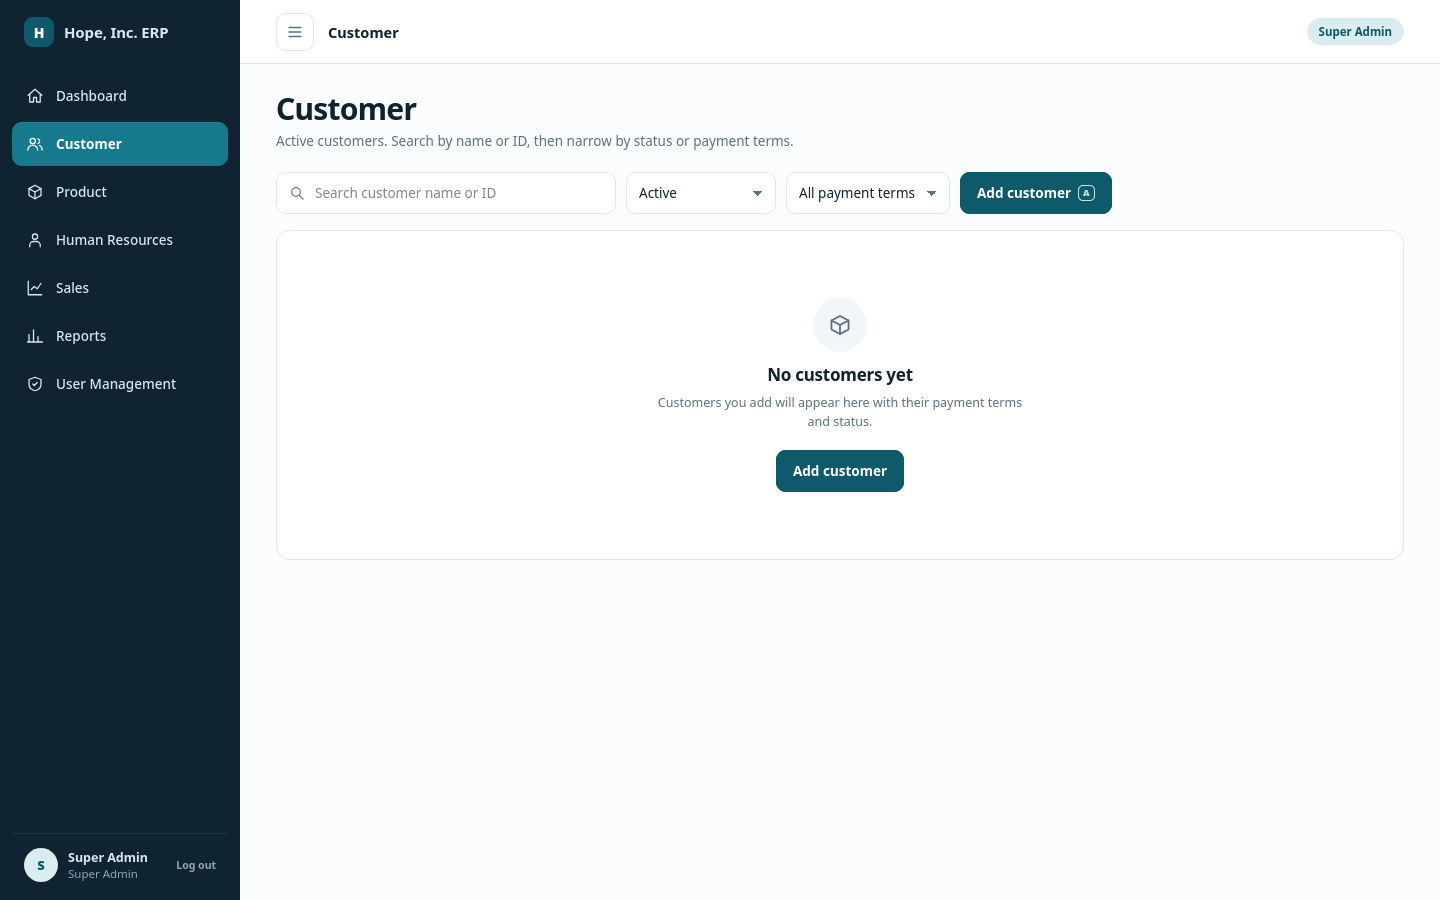 H Hope, Inc. ERP
Dashboard
Customer
Product
Human Resources
Sales
Reports
User Management
S
Super Admin
Super Admin
Log out
Customer
Super Admin
Customer
Active customers. Search by name or ID, then narrow by status or payment terms.
Search customer name or ID
Active
All payment terms
Add customer A
No customers yet
Customers you add will appear here with their payment terms
and status.
Add customer